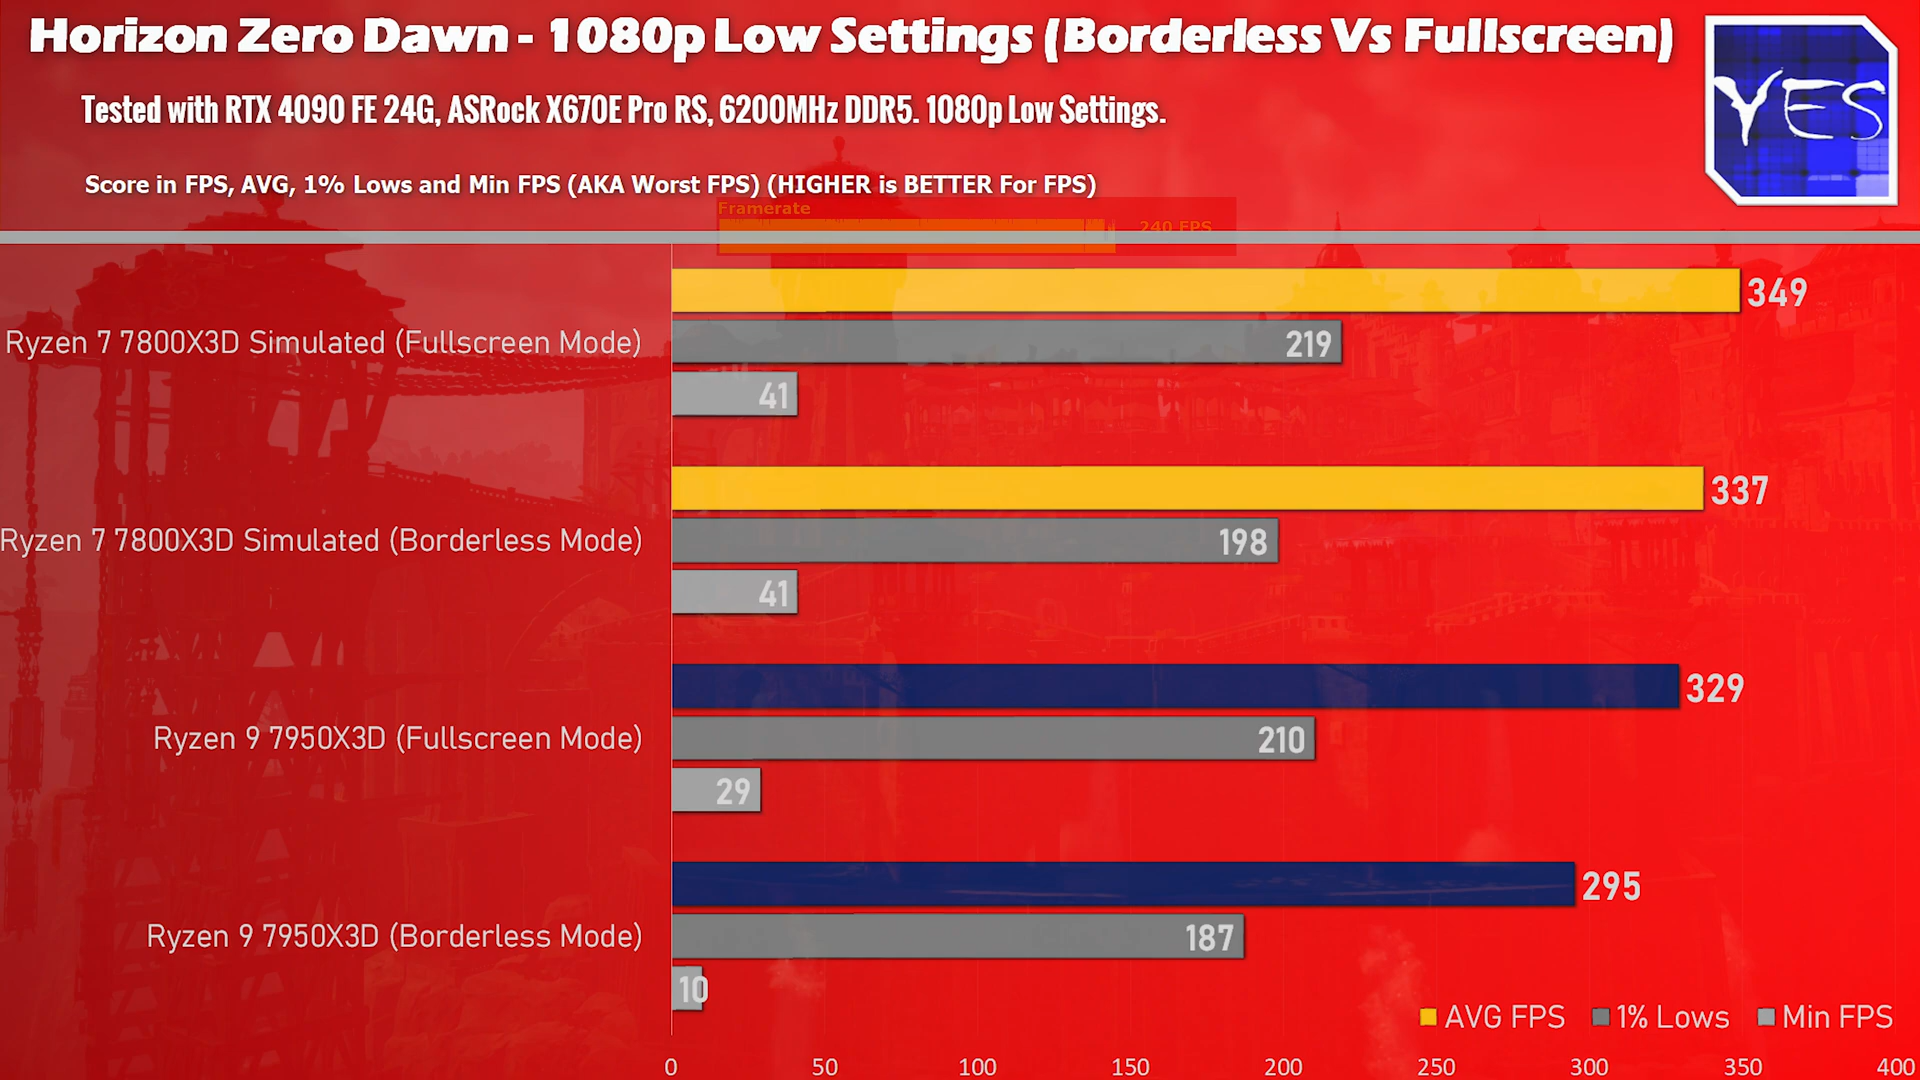 Horizon Zero Dawn - 1080p Low Settings (Borderless Vs Fullscreen)
YES
Tested with RTX 4090 FE 24G, ASRock X670E Pro RS, 6200MHz DDR5. 1080p Low Settings.
Score in FPS, AVG, 1% Lows and Min FPS (AKA Worst FPS) (HIGHER is BETTER For FPS)
Framerate
240 FPS
349
Ryzen 7 7800X3D Simulated (Fullscreen Mode)
219
41
337
Ryzen 7 7800X3D Simulated (Borderless Mode)
198
41
329
Ryzen 9 7950X3D (Fullscreen Mode)
210
29
295
Ryzen 9 7950X3D (Borderless Mode)
187
10
AVG FPS 1% Lows Min FPS
0 50 100 150 200 250 300 350 400